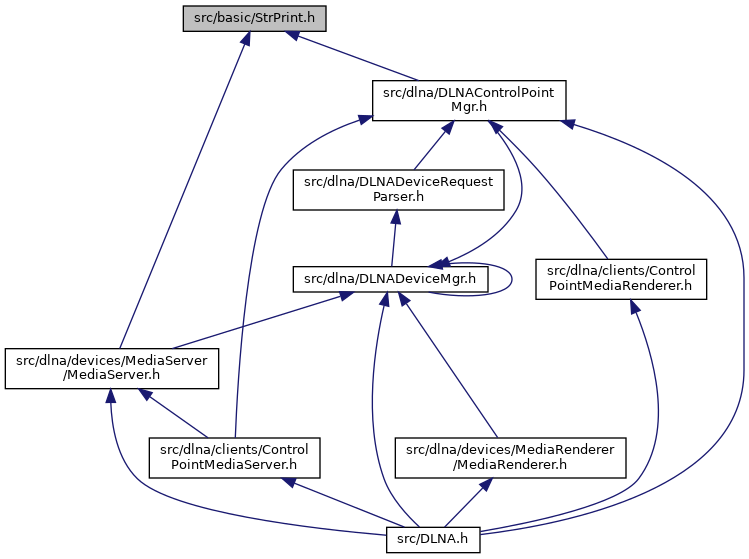 src/basic/StrPrint.h
src/dlna/DLNAControlPoint
Mgr.h
src/dlna/DLNADeviceRequest
Parser.h
src/dlna/DLNADeviceMgr.h
src/dlna/clients/Control
PointMediaRenderer.h
src/dlna/devices/MediaServer
/MediaServer.h
src/dlna/clients/Control
PointMediaServer.h
src/dlna/devices/MediaRenderer
/MediaRenderer.h
src/DLNA.h